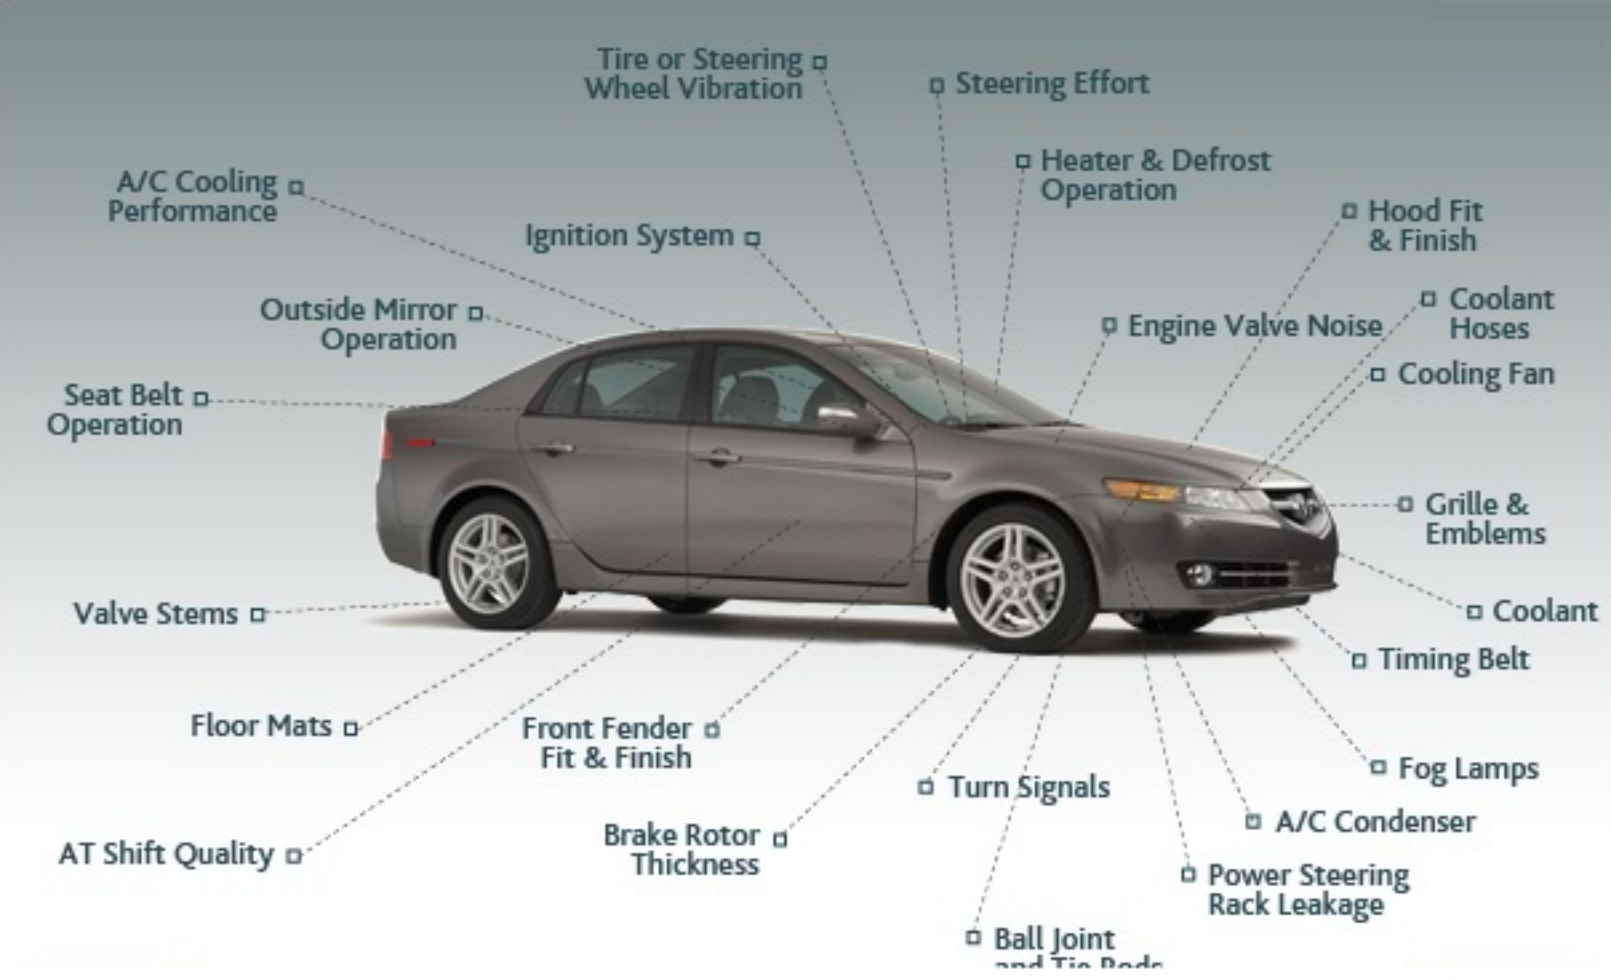 Tire or Steering
Wheel Vibration
Steering Effort
Heater & Defrost
Operation
A/C Cooling
Performance
Hood Fit
& Finish
Ignition System
Coolant
Hoses
Outside Mirror
Operation
Engine Valve Noise
Cooling Fan
Seat Belt
Operation
Grille &
Emblems
Valve Stems
Coolant
Timing Belt
Floor Mats
Front Fender
Fit & Finish
Fog Lamps
Turn Signals
A/C Condenser
Brake Rotor
Thickness
AT Shift Quality
Power Steering
Rack Leakage
Ball Joint
and Tie Rods